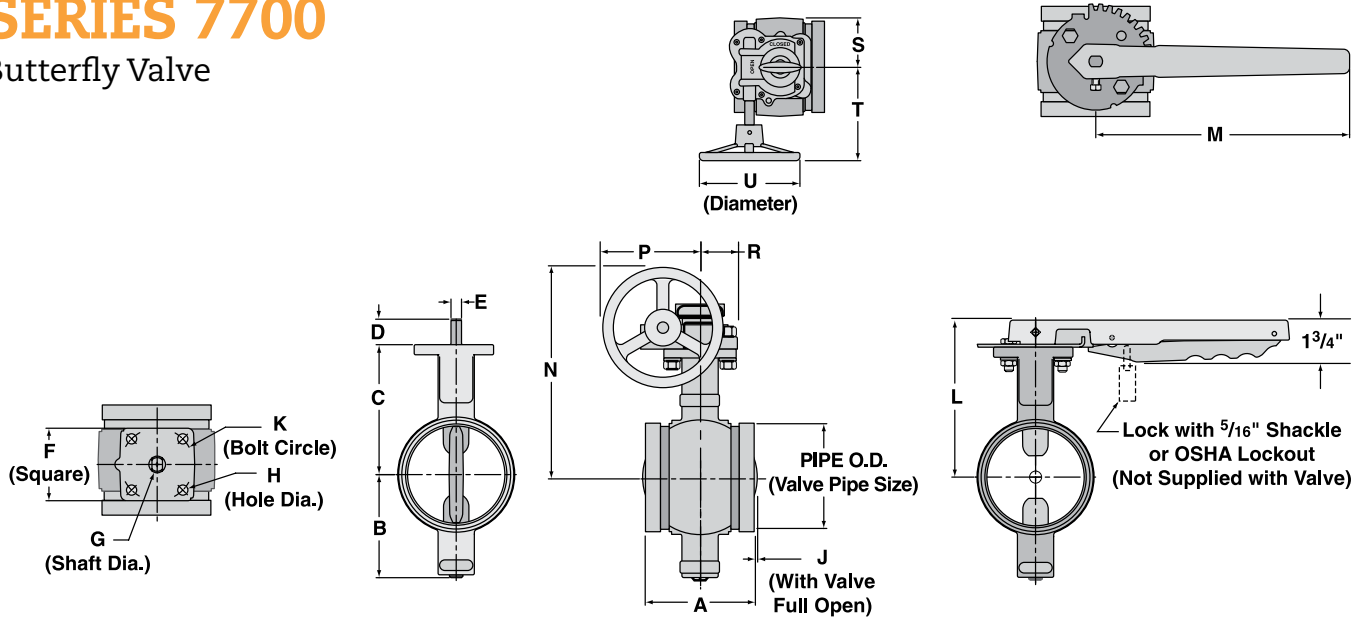 SERIES 7700
Butterfly Valve
S
CLOSED
OPEN
T
U
(Diameter)
M
P
R
E
D
N
C
1 3/4"
L
K
(Bolt Circle)
F
(Square)
H
(Hole Dia.)
PIPE O.D.
(Valve Pipe Size)
Lock with 5/16" Shackle
or OSHA Lockout
(Not Supplied with Valve)
B
G
(Shaft Dia.)
J
(With Valve
Full Open)
A